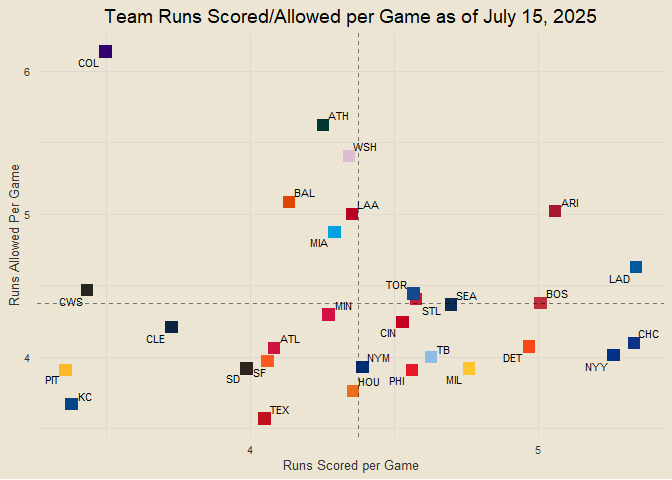 Team Runs Scored/Allowed per Game as of July 15, 2025
COL
6
ATH
WSH
BAL
LAA
ARI
5
MIA
Runs Allowed Per Game
LAD
TOR
SEA
BOS
CWS
STL
MIN
CIN
CHC
CLE
ATL
TB
DET
NYY
4
NYM
SF
SD
PHI
MIL
PIT
HOU
KC
TEX
4
5
Runs Scored per Game